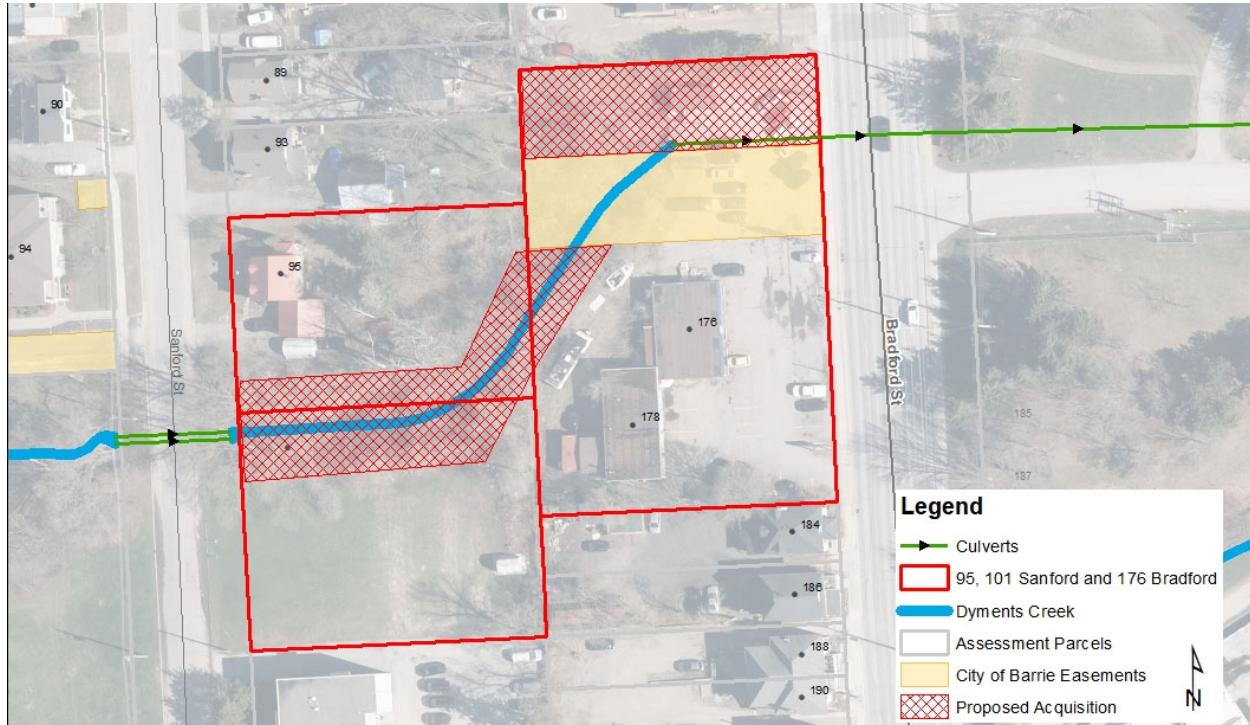 89
90
93
94
95
176
178
184
186
188
190
185
187
Sanford St
Bradford St
Legend
Culverts
95, 101 Sanford and 176 Bradford
Dyments Creek
Assessment Parcels
City of Barrie Easements
Proposed Acquisition
N